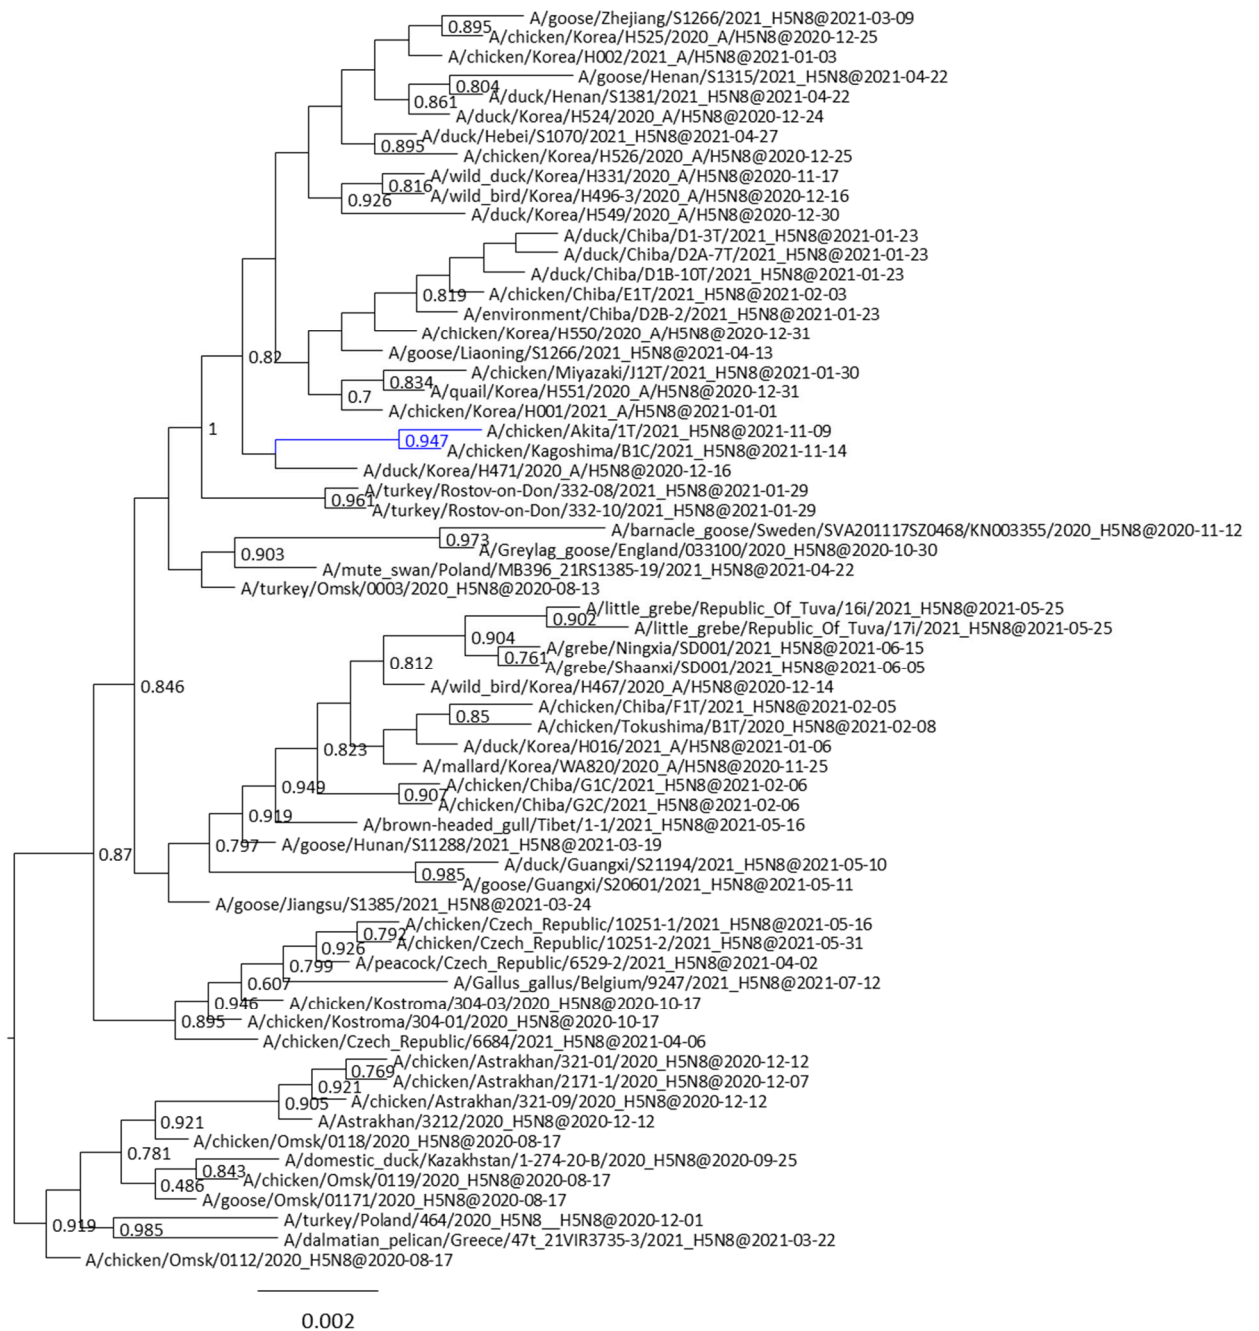 A/goose/Zhejiang/S1266/2021_H5N8@2021-03-09
0.895
A/chicken/Korea/H525/2020_A/H5N8@2020-12-25
A/chicken/Korea/H002/2021_A/H5N8@2021-01-03
A/goose/Henan/S1315/2021_H5N8@2021-04-22
0.804
A/duck/Henan/S1381/2021_H5N8@2021-04-22
0.861
A/duck/Korea/H524/2020_A/H5N8@2020-12-24
A/duck/Hebei/S1070/2021_H5N8@2021-04-27
0.895
A/chicken/Korea/H526/2020_A/H5N8@2020-12-25
A/wild_duck/Korea/H331/2020_A/H5N8@2020-11-17
0.816
A/wild_bird/Korea/H496-3/2020_A/H5N8@2020-12-16
0.926
A/duck/Korea/H549/2020_A/H5N8@2020-12-30
A/duck/Chiba/D1-3T/2021_H5N8@2021-01-23
A/duck/Chiba/D2A-7T/2021_H5N8@2021-01-23
A/duck/Chiba/D1B-10T/2021_H5N8@2021-01-23
0.819
A/chicken/Chiba/E1T/2021_H5N8@2021-02-03
A/environment/Chiba/D2B-2/2021_H5N8@2021-01-23
A/chicken/Korea/H550/2020_A/H5N8@2020-12-31
0.82
A/goose/Liaoning/S1266/2021_H5N8@2021-04-13
A/chicken/Miyazaki/J12T/2021_H5N8@2021-01-30
0.834
A/quail/Korea/H551/2020_A/H5N8@2020-12-31
0.7
A/chicken/Korea/H001/2021_A/H5N8@2021-01-01
1
A/chicken/Akita/1T/2021_H5N8@2021-11-09
0.947
A/chicken/Kagoshima/B1C/2021_H5N8@2021-11-14
A/duck/Korea/H471/2020_A/H5N8@2020-12-16
A/turkey/Rostov-on-Don/332-08/2021_H5N8@2021-01-29
0.961
A/turkey/Rostov-on-Don/332-10/2021_H5N8@2021-01-29
A/barnacle_goose/Sweden/SVA201117SZ0468/KN003355/2020_H5N8@2020-11-12
0.973
A/Greylag_goose/England/033100/2020_H5N8@2020-10-30
0.903
A/mute_swan/Poland/MB396_21RS1385-19/2021_H5N8@2021-04-22
A/turkey/Omsk/0003/2020_H5N8@2020-08-13
A/little_grebe/Republic_Of_Tuva/16i/2021_H5N8@2021-05-25
0.902
A/little_grebe/Republic_Of_Tuva/17i/2021_H5N8@2021-05-25
0.904
A/grebe/Ningxia/SD001/2021_H5N8@2021-06-15
0.761
A/grebe/Shaanxi/SD001/2021_H5N8@2021-06-05
0.812
A/wild_bird/Korea/H467/2020_A/H5N8@2020-12-14
0.846
A/chicken/Chiba/F1T/2021_H5N8@2021-02-05
0.85
A/chicken/Tokushima/B1T/2020_H5N8@2021-02-08
A/duck/Korea/H016/2021_A/H5N8@2021-01-06
0.823
A/mallard/Korea/WA820/2020_A/H5N8@2020-11-25
A/chicken/Chiba/G1C/2021_H5N8@2021-02-06
0.949
0.907
A/chicken/Chiba/G2C/2021_H5N8@2021-02-06
0.919
A/brown-headed_gull/Tibet/1-1/2021_H5N8@2021-05-16
0.797
A/goose/Hunan/S11288/2021_H5N8@2021-03-19
0.87
A/duck/Guangxi/S21194/2021_H5N8@2021-05-10
0.985
A/goose/Guangxi/S20601/2021_H5N8@2021-05-11
A/goose/Jiangsu/S1385/2021_H5N8@2021-03-24
A/chicken/Czech_Republic/10251-1/2021_H5N8@2021-05-16
0.792
A/chicken/Czech_Republic/10251-2/2021_H5N8@2021-05-31
0.926
A/peacock/Czech_Republic/6529-2/2021_H5N8@2021-04-02
0.799
A/Gallus_gallus/Belgium/9247/2021_H5N8@2021-07-12
0.607
A/chicken/Kostroma/304-03/2020_H5N8@2020-10-17
0.946
A/chicken/Kostroma/304-01/2020_H5N8@2020-10-17
0.895
A/chicken/Czech_Republic/6684/2021_H5N8@2021-04-06
A/chicken/Astrakhan/321-01/2020_H5N8@2020-12-12
0.769
A/chicken/Astrakhan/2171-1/2020_H5N8@2020-12-07
0.921
A/chicken/Astrakhan/321-09/2020_H5N8@2020-12-12
0.905
A/Astrakhan/3212/2020_H5N8@2020-12-12
0.921
A/chicken/Omsk/0118/2020_H5N8@2020-08-17
0.781
A/domestic_duck/Kazakhstan/1-274-20-B/2020_H5N8@2020-09-25
0.843
A/chicken/Omsk/0119/2020_H5N8@2020-08-17
0.486
A/goose/Omsk/01171/2020_H5N8@2020-08-17
A/turkey/Poland/464/2020_H5N8__H5N8@2020-12-01
0.919
0.985
A/dalmatian_pelican/Greece/47t_21VIR3735-3/2021_H5N8@2021-03-22
A/chicken/Omsk/0112/2020_H5N8@2020-08-17
0.002